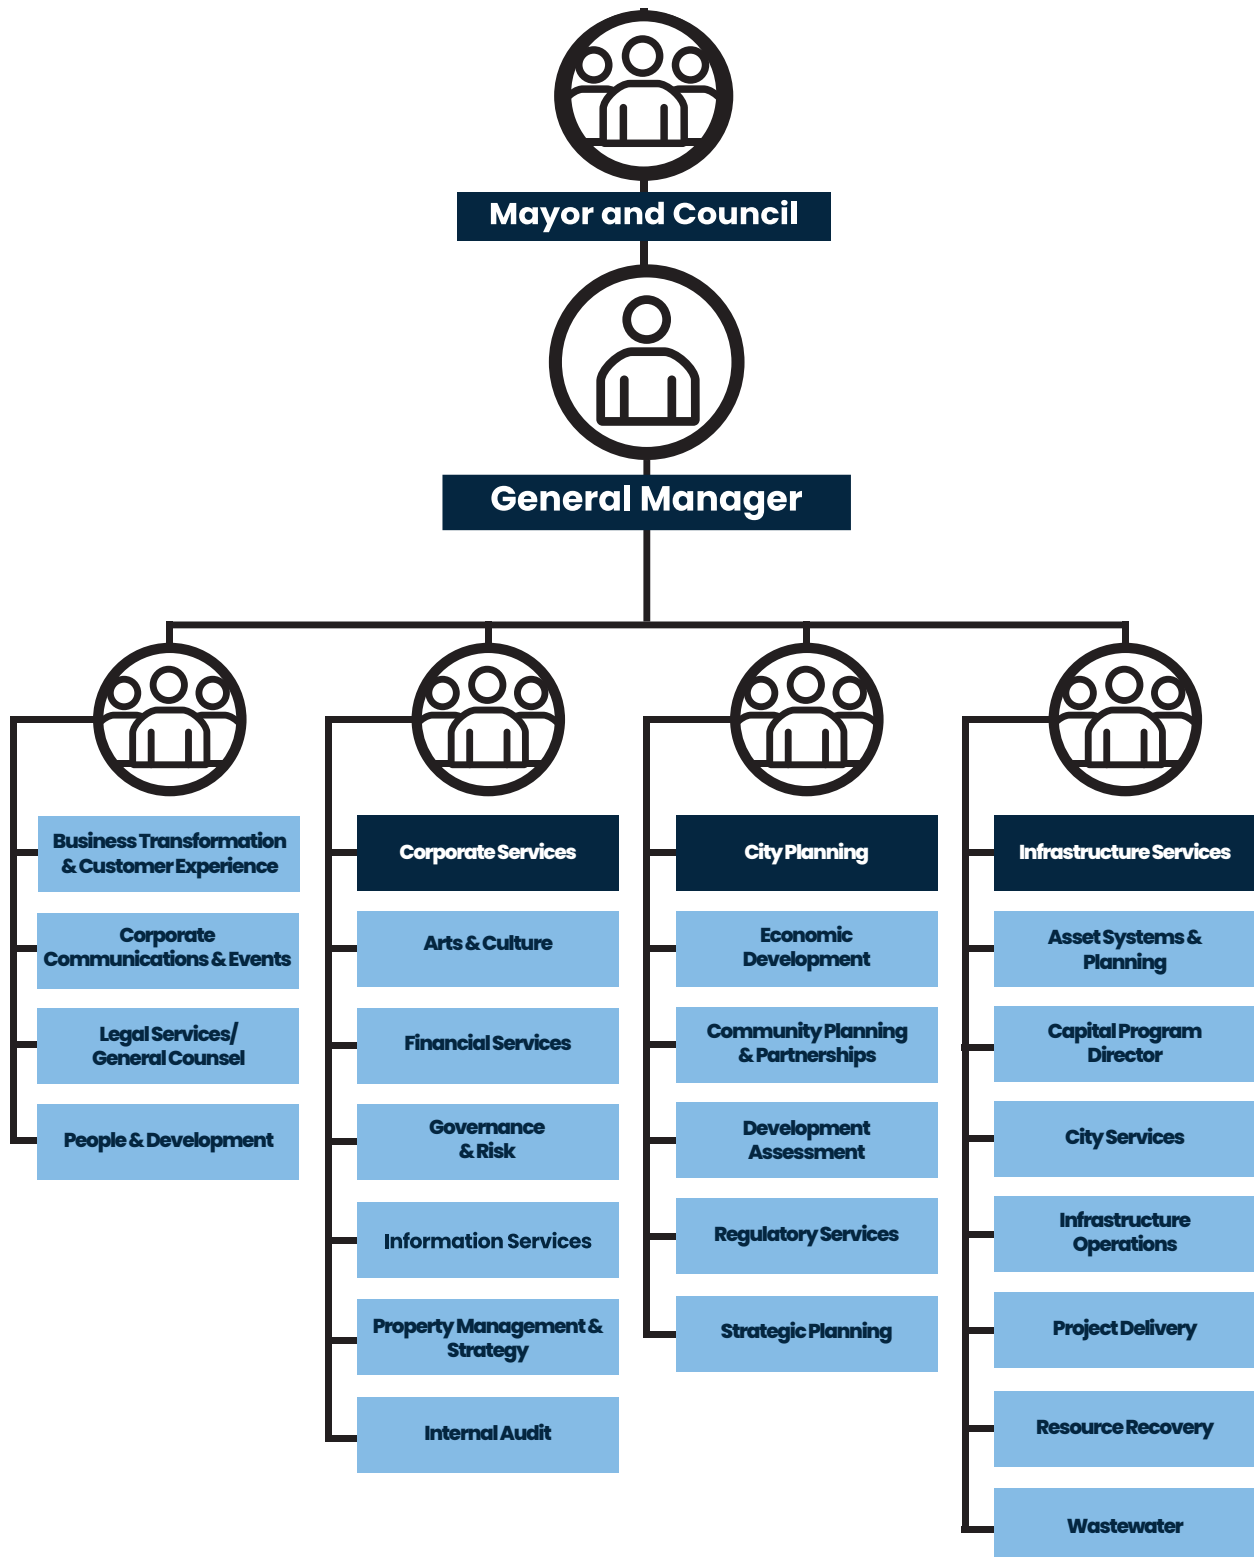 Mayor and Council
General Manager
Business Transformation
& Customer Experience
Corporate
Communications & Events
Legal Services/
General Counsel
People & Development
Corporate Services
Arts & Culture
Financial Services
Governance
& Risk
Information Services
Property Management &
Strategy
Internal Audit
City Planning
Economic
Development
Community Planning
& Partnerships
Development
Assessment
Regulatory Services
Strategic Planning
Infrastructure Services
Asset Systems &
Planning
Capital Program
Director
City Services
Infrastructure
Operations
Project Delivery
Resource Recovery
Wastewater